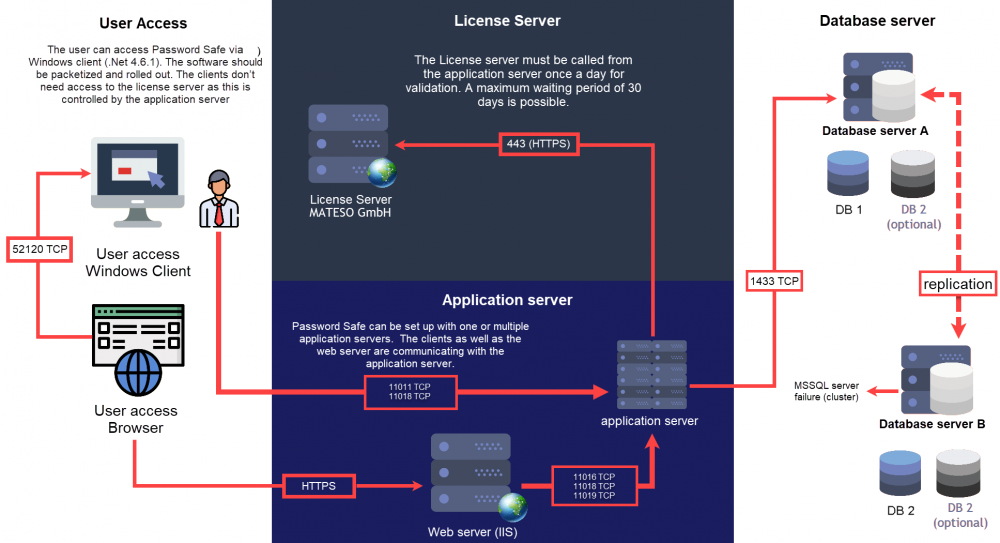 User Access
The user can access Password Safe via )
Windows client (.Net 4.6.1). The software should
be packetized and rolled out. The clients don't
need access to the license server as this is
controlled by the application server
52120 TCP
User access
Windows Client
User access
Browser
License Server
The License server must be called from
the application server once a day for
validation. A maximum waiting period of 30
days is possible.
443 (HTTPS)
License Server
MATESO GmbH
Application server
Password Safe can be set up with one or multiple
application servers. The clients as well as the
web server are communicating with the
application server.
11011 TCP
11018 TCP
application server
HTTPS
11016 TCP
11018 TCP
11019 TCP
Web server (IIS)
Database server
Database server A
DB 1
DB 2
(optional)
1433 TCP
replication
MSSQL server
failure (cluster)
Database server B
DB 2
DB 2
(optional)